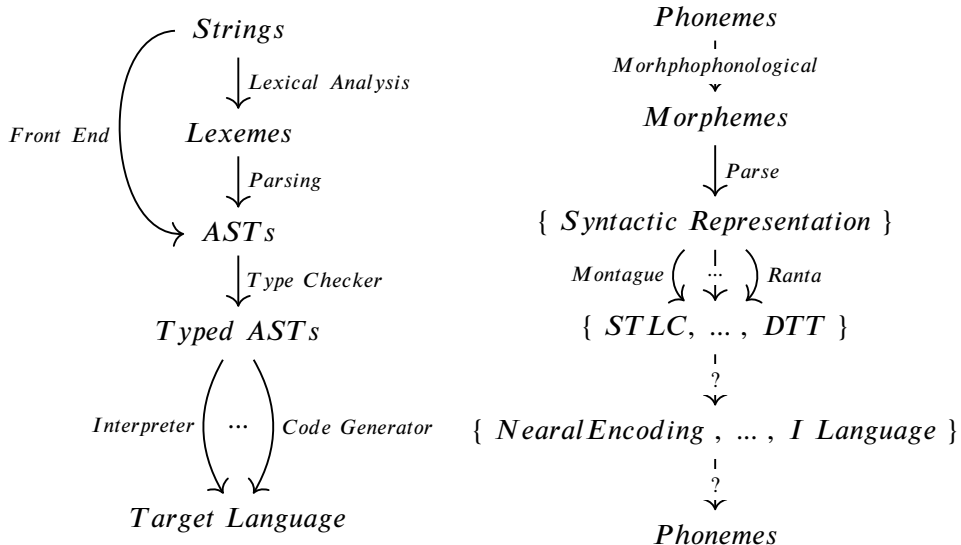 Strings
Lexical Analysis
Front End
Lexemes
Parsing
ASTs
Type Checker
Typed ASTs
Interpreter ... Code Generator
Target Language
Phonemes
Morhphophonological
Morphemes
Parse
{ Syntactic Representation }
Montague ... Ranta
{ STLC, ... , DTT }
?
{ NearalEncoding , ... , I Language }
?
Phonemes